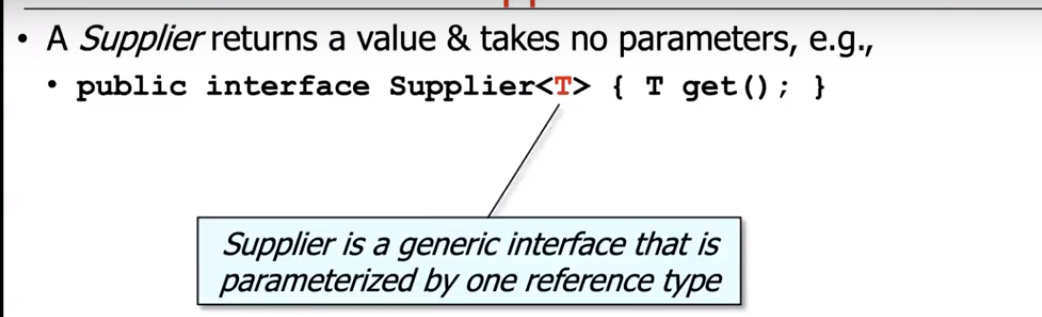 • A Supplier returns a value & takes no parameters, e.g.,
• public interface Supplier<T> { T get(); }
Supplier is a generic interface that is
parameterized by one reference type